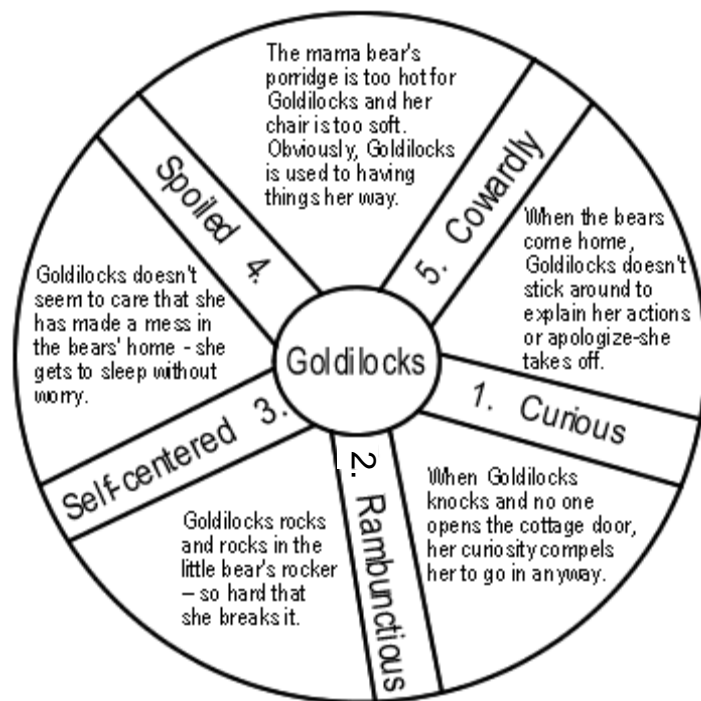 Goldilocks
1. Curious
When Goldilocks
knocks and no one
opens the cottage door,
her curiosity compels
her to go in anyway.
2. Rambunctious
Goldilocks rocks
and rocks in the
little bear's rocker
– so hard that
she breaks it.
Self-centered 3.
Goldilocks doesn't
seem to care that she
has made a mess in
the bears' home - she
gets to sleep without
worry.
Spoiled 4.
The mama bear's
porridge is too hot for
Goldilocks and her
chair is too soft.
Obviously, Goldilocks
is used to having
things her way.
5. Cowardly
When the bears
come home,
Goldilocks doesn't
stick around to
explain her actions
or apologize-she
takes off.